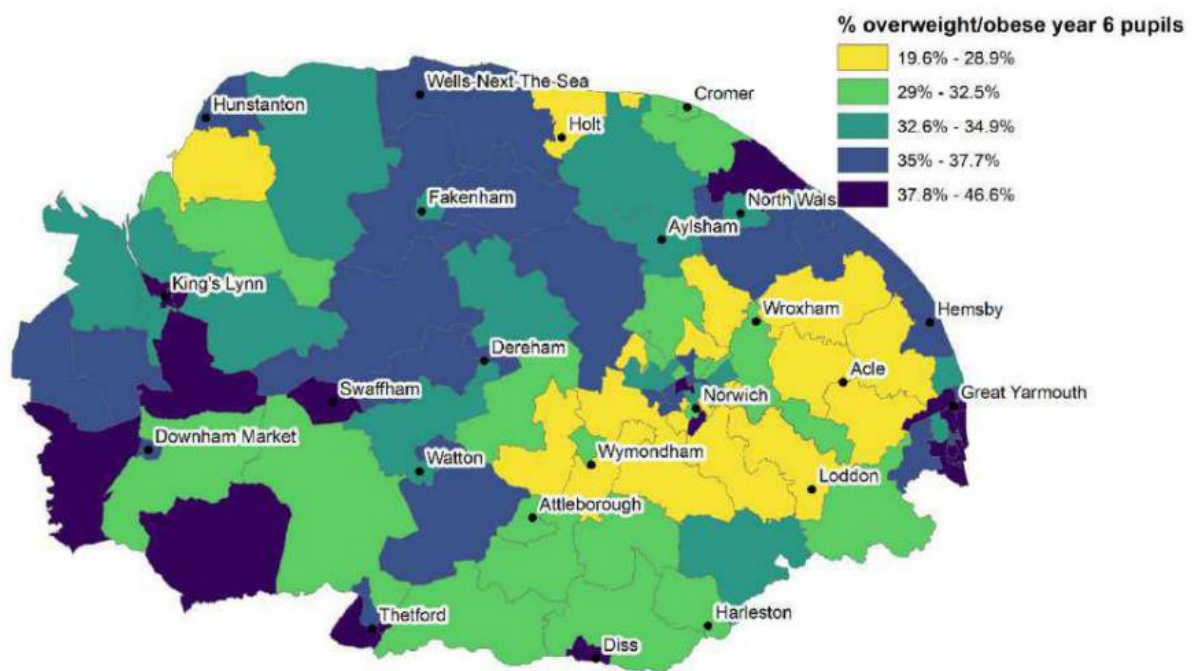 % overweight/obese year 6 pupils
19.6% - 28.9%
29% - 32.5%
32.6% - 34.9%
35% - 37.7%
37.8% - 46.6%
Wells-Next-The-Sea
Cromer
Hunstanton
Holt
Fakenham
North Wals
Aylsham
King's Lynn
Wroxham
Hemsby
Dereham
Acle
Swaffham
Norwich
Great Yarmouth
Downham Market
Wymondham
Watton
Loddon
Attleborough
Thetford
Harleston
Diss